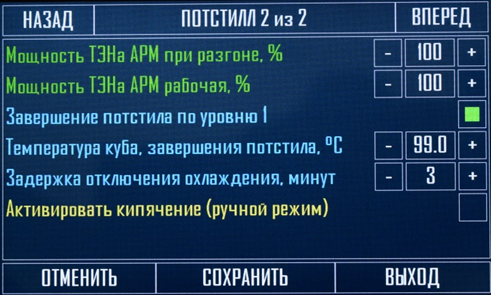 НАЗАД ПОТСТИЛЛ 2 из 2 ВПЕРЕД
Мощность ТЭНа АРМ при разгоне, % - 100 +
Мощность ТЭНа АРМ рабочая, % - 100 +
Завершение потстила по уровню 1
Температура куба, завершения потстила, °С - 99.0 +
Задержка отключения охлаждения, минут - 3 +
Активировать кипячение (ручной режим)
ОТМЕНИТЬ СОХРАНИТЬ ВЫХОД